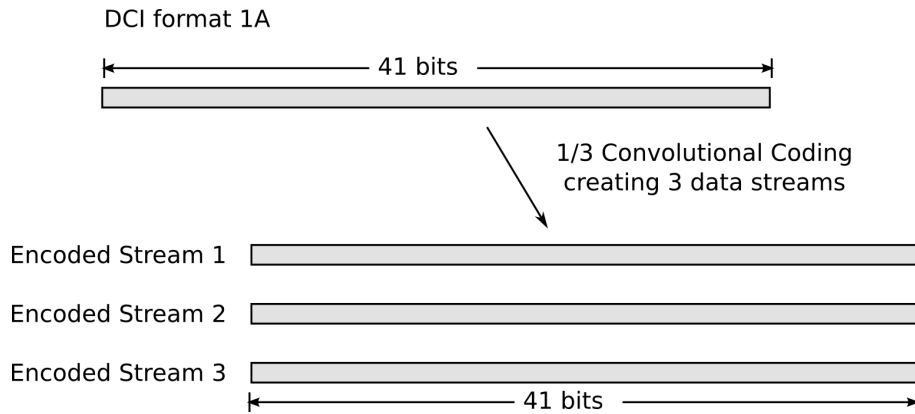 DCI format 1A
41 bits
1/3 Convolutional Coding
creating 3 data streams
Encoded Stream 1
Encoded Stream 2
Encoded Stream 3
41 bits